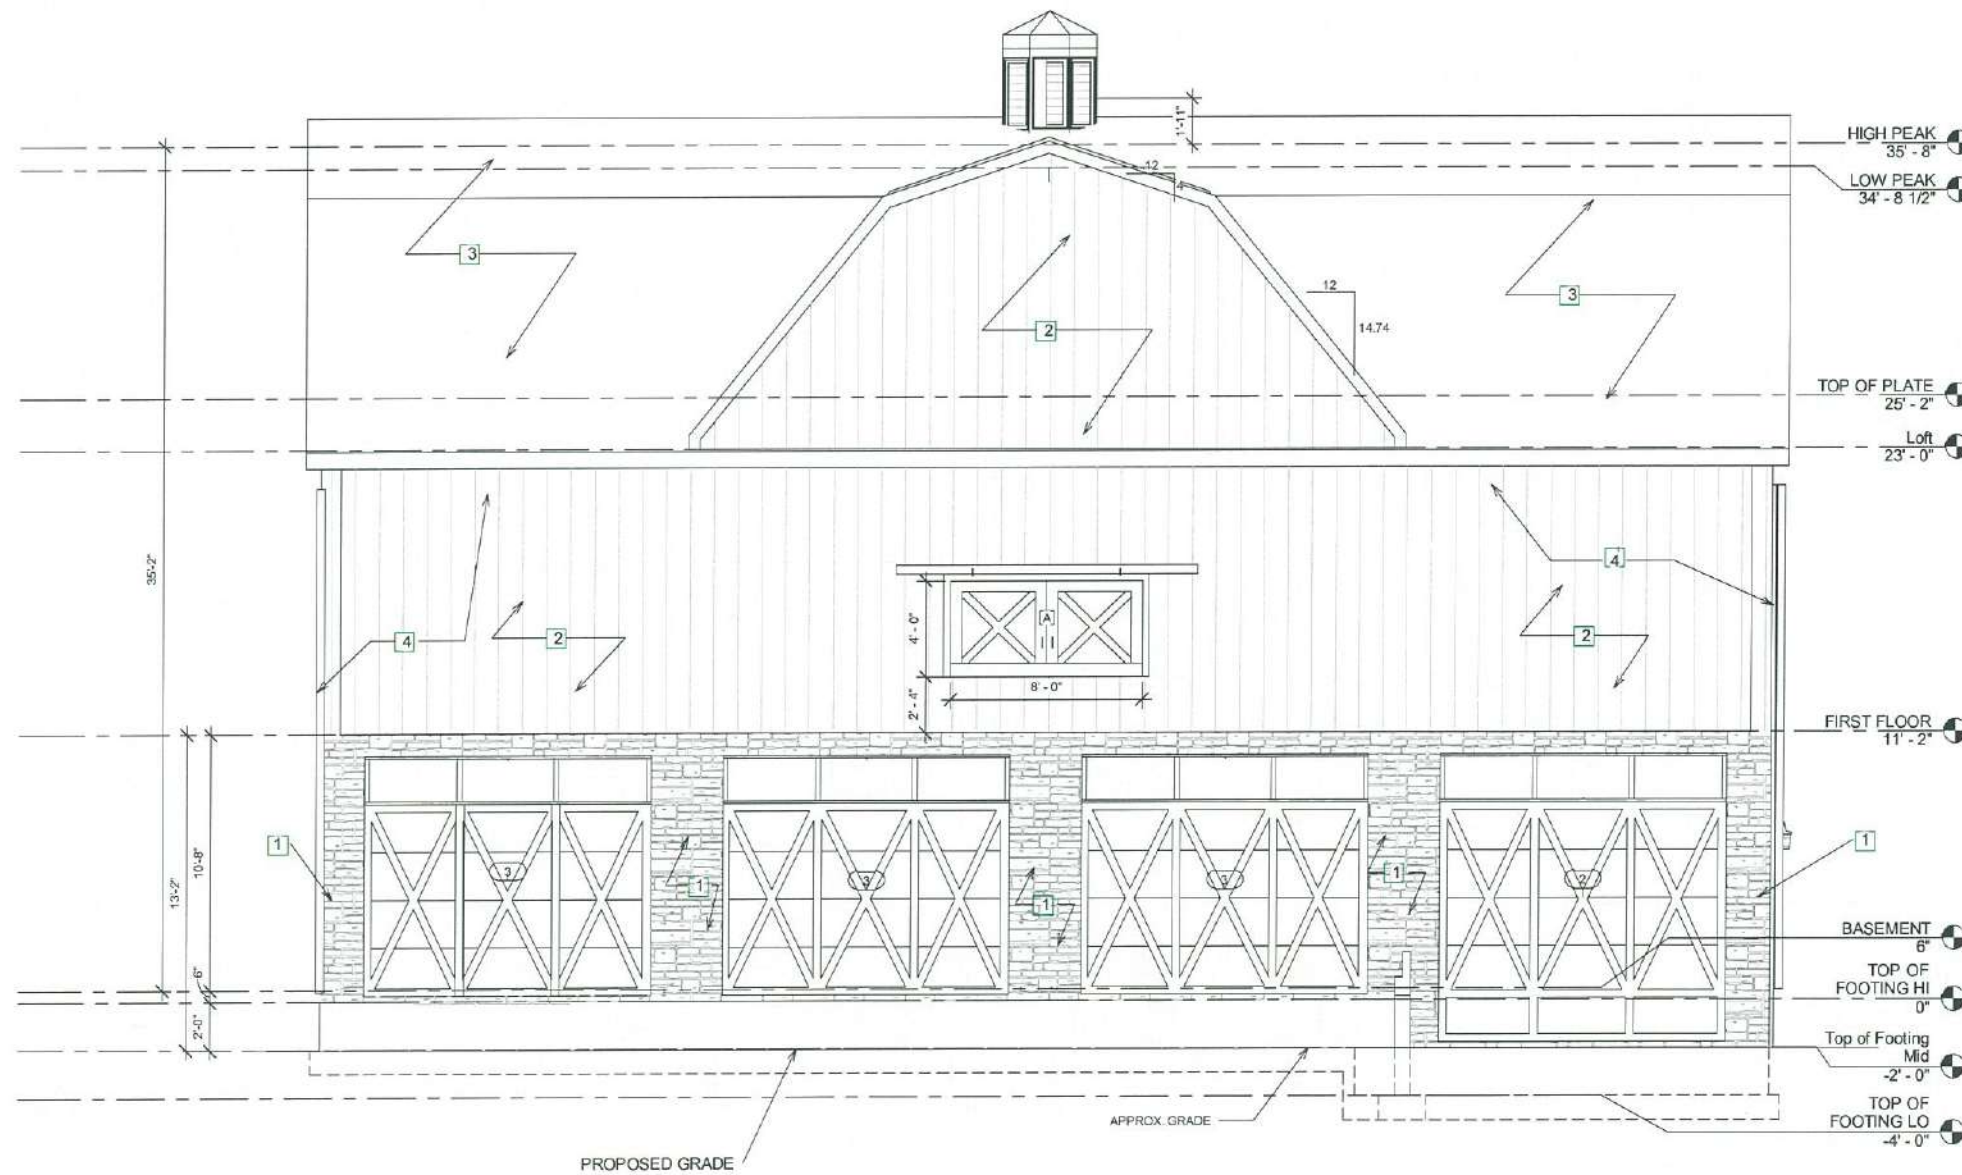 1'-11"
HIGH PEAK
35' - 8"
LOW PEAK
34' - 8 1/2"
12
4
3
3
2
12
14.74
TOP OF PLATE
25' - 2"
Loft
23' - 0"
35'-2"
4
2
4' - 0"
A
8' - 0"
2' - 4"
4
2
FIRST FLOOR
11' - 2"
13'-2"
10'-8"
6"
2'-0"
1
3
1
3
1
3
1
2
1
BASEMENT
6"
TOP OF
FOOTING HI
0"
Top of Footing
Mid
-2' - 0"
TOP OF
FOOTING LO
-4' - 0"
APPROX. GRADE
PROPOSED GRADE